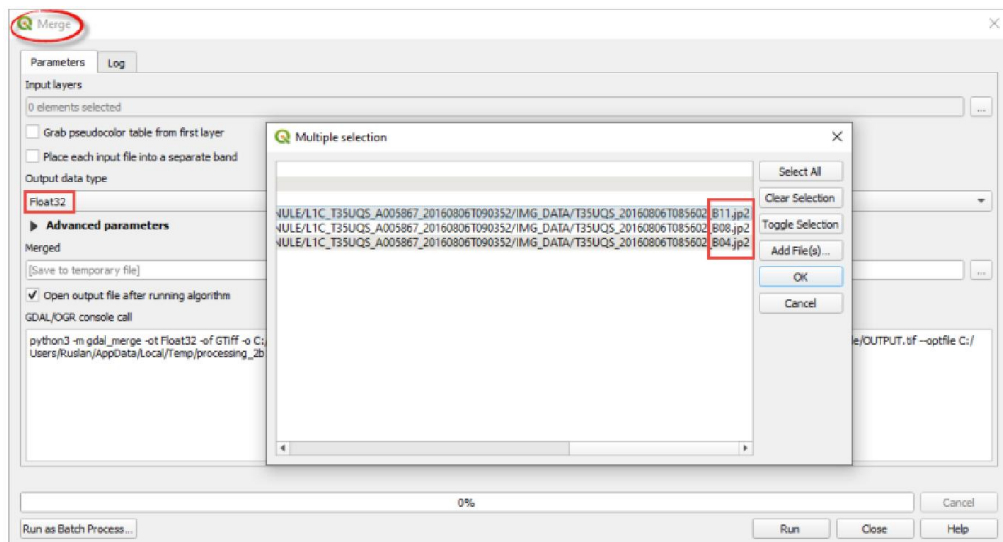 Merge
Parameters
Log
Input layers
0 elements selected
...
Grab pseudocolor table from first layer
Place each input file into a separate band
Output data type
Float32
Advanced parameters
Merged
[Save to temporary file]
...
Open output file after running algorithm
GDAL/OGR console call
python3 -m gdal_merge -ot Float32 -of GTiff -o C:/
e/OUTPUT.tif --optfile C:/
Users/Ruslan/AppData/Local/Temp/processing_2b
Multiple selection
NULE/L1C_T35UQS_A005867_20160806T090352/IMG_DATA/T35UQS_20160806T085602_B11.jp2
NULE/L1C_T35UQS_A005867_20160806T090352/IMG_DATA/T35UQS_20160806T085602_B08.jp2
NULE/L1C_T35UQS_A005867_20160806T090352/IMG_DATA/T35UQS_20160806T085602_B04.jp2
Select All
Clear Selection
Toggle Selection
Add File(s)...
OK
Cancel
0%
Cancel
Run as Batch Process...
Run
Close
Help